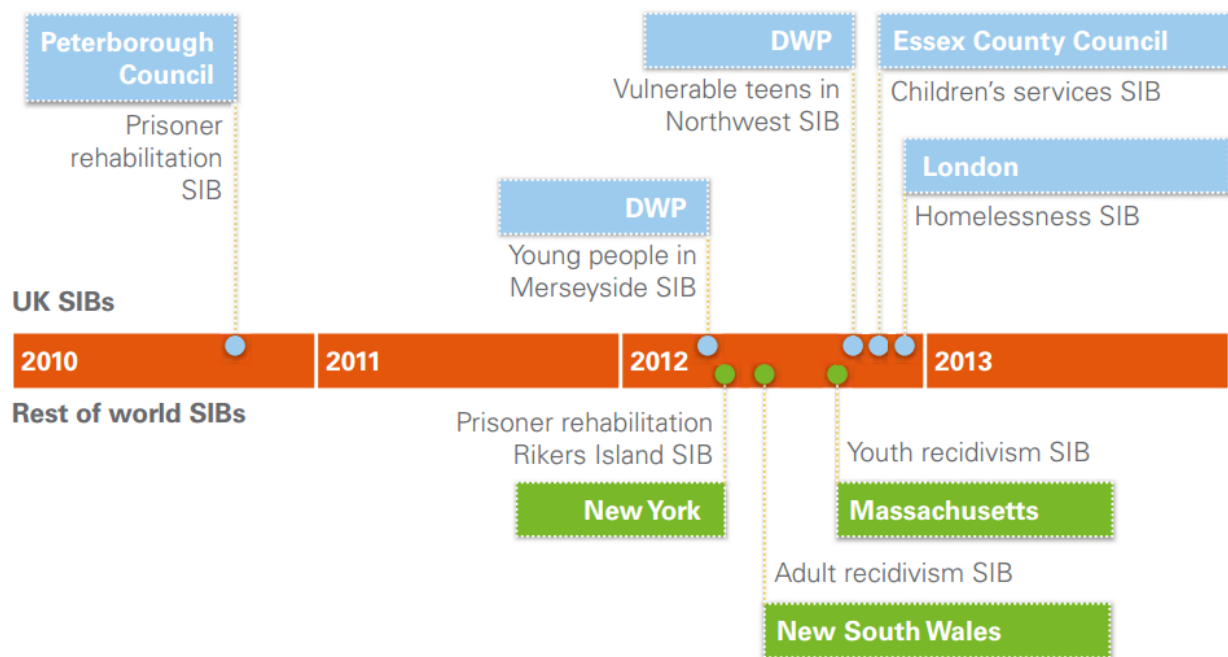 Peterborough
Council
Prisoner
rehabilitation
SIB
DWP
Vulnerable teens in
Northwest SIB
Essex County Council
Children’s services SIB
London
Homelessness SIB
DWP
Young people in
Merseyside SIB
UK SIBs
2010
2011
2012
2013
Rest of world SIBs
Prisoner rehabilitation
Rikers Island SIB
New York
Youth recidivism SIB
Massachusetts
Adult recidivism SIB
New South Wales